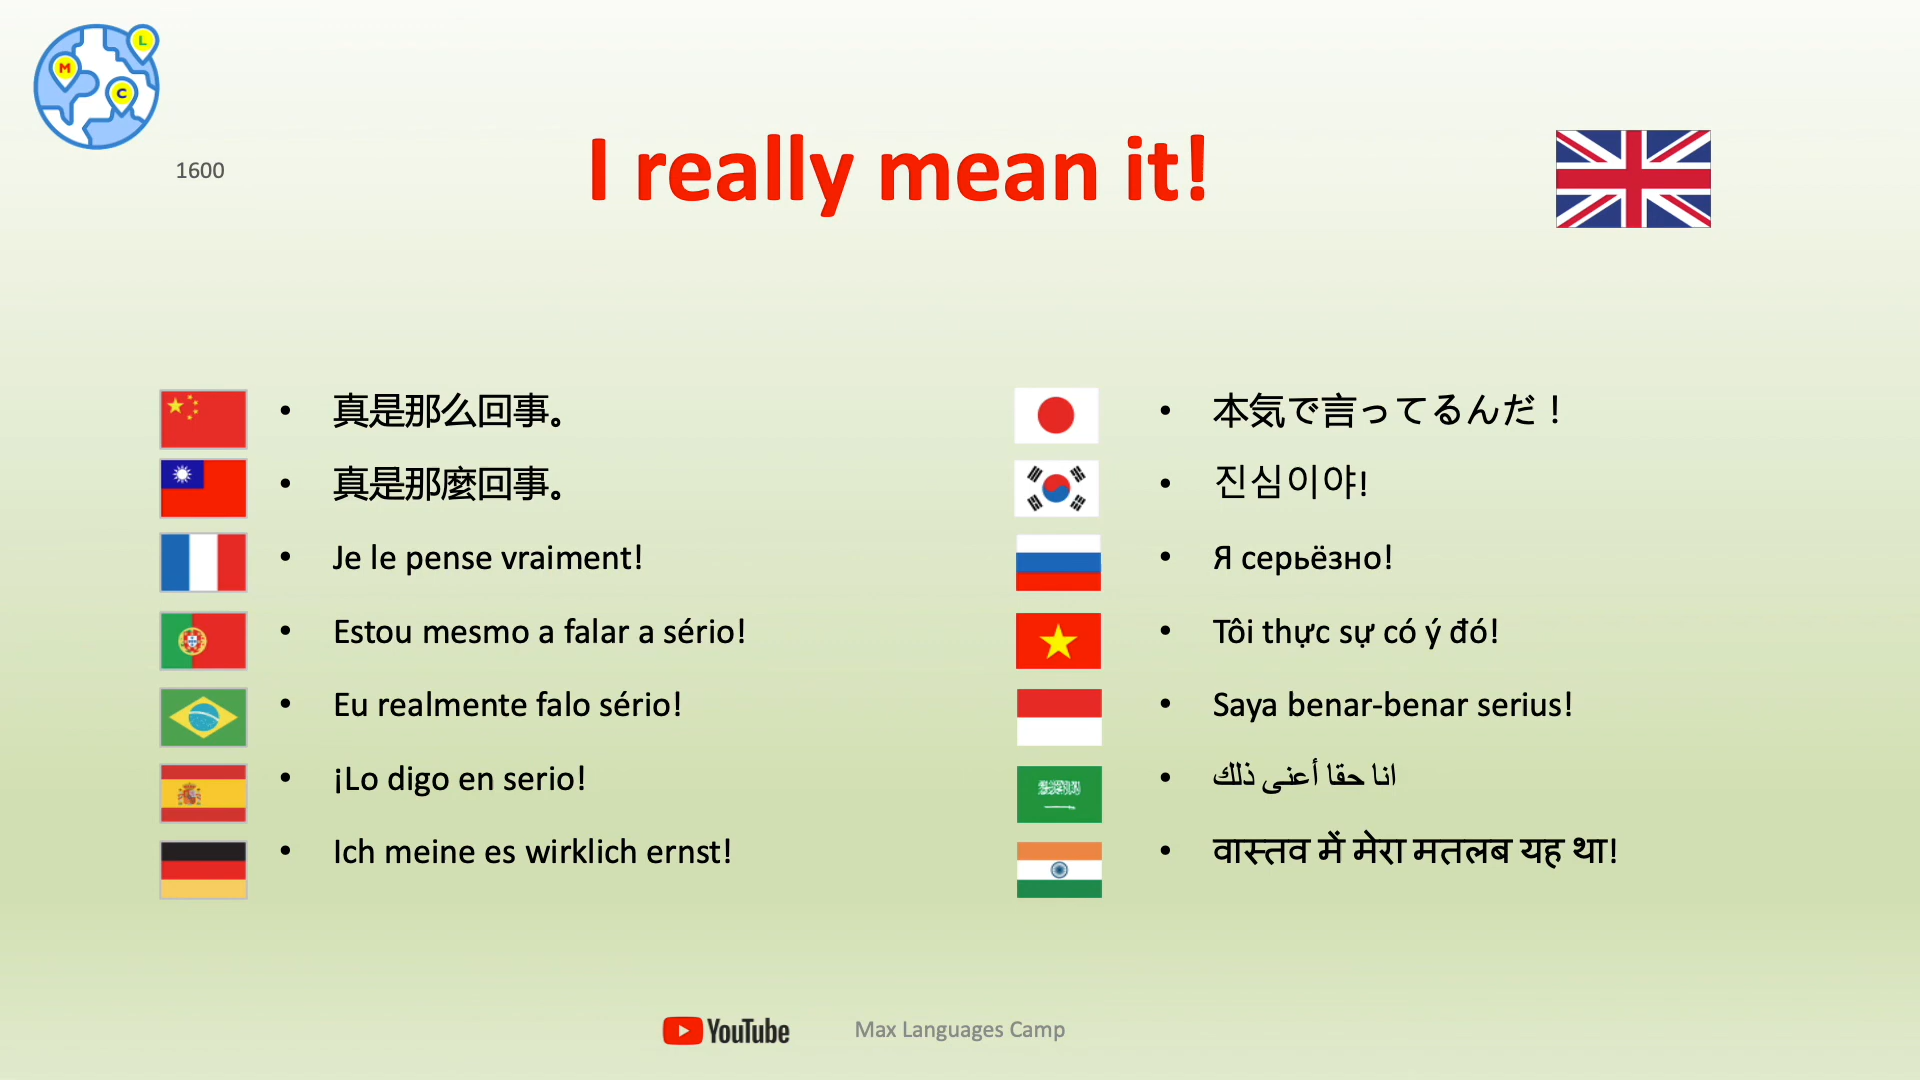 L
M
C
1600
I really mean it!
真是那么回事。
真是那麼回事。
Je le pense vraiment!
Estou mesmo a falar a sério!
Eu realmente falo sério!
¡Lo digo en serio!
Ich meine es wirklich ernst!
本気で言ってるんだ！
진심이야!
Я серьёзно!
Tôi thực sự có ý đó!
Saya benar-benar serius!
انا حقا أعنى ذلك
वास्तव में मेरा मतलब यह था!
YouTube
Max Languages Camp